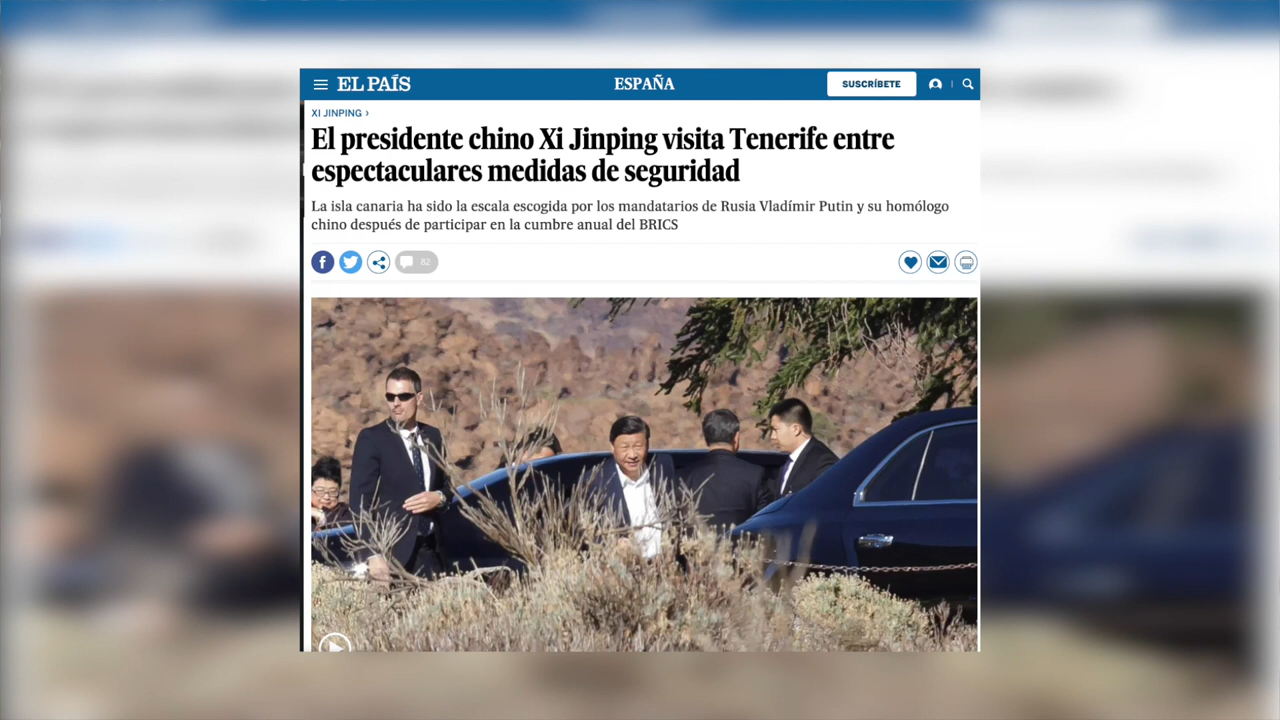 EL PAÍS
ESPAÑA
SUSCRÍBETE
XI JINPING ›
El presidente chino Xi Jinping visita Tenerife entre
espectaculares medidas de seguridad
La isla canaria ha sido la escala escogida por los mandatarios de Rusia Vladímir Putin y su homólogo
chino después de participar en la cumbre anual del BRICS
82